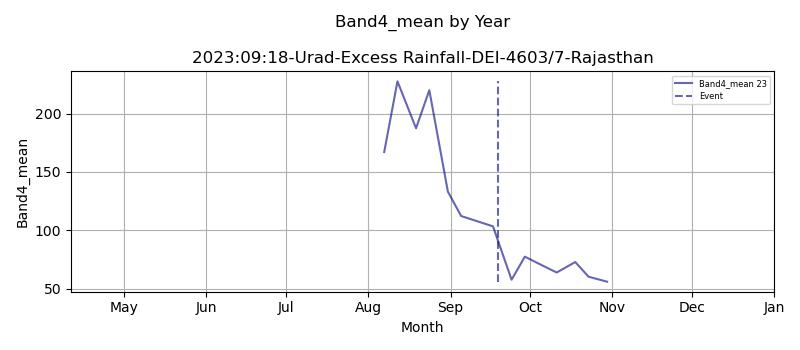 Band4_mean by Year
2023:09:18-Urad-Excess Rainfall-DEI-4603/7-Rajasthan
Band4_mean 23
Event
200
150
100
50
Band4_mean
May Jun Jul Aug Sep Oct Nov Dec Jan
Month